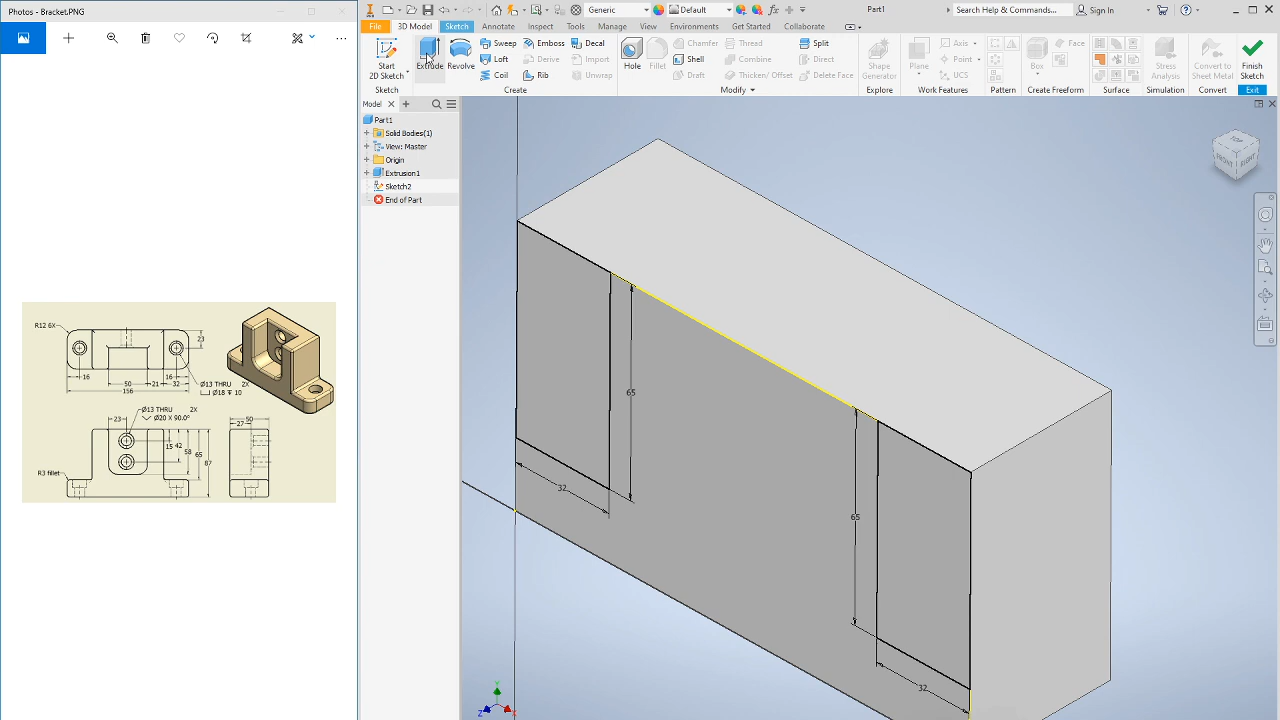 Photos - Bracket.PNG
Generic
Default
Part1
Search Help & Commands...
Sign In
File
3D Model
Sketch
Annotate
Inspect
Tools
Manage
View
Environments
Get Started
Start
2D Sketch
Extrude
Revolve
Sweep
Loft
Coil
Emboss
Derive
Rib
Decal
Import
Unwrap
Hole
Fillet
Chamfer
Shell
Draft
Thread
Combine
Thicken/ Offset
Split
Direct
Delete Face
Shape
Generator
Plane
Axis
Point
UCS
Box
Face
Stress
Analysis
Convert to
Sheet Metal
Finish
Sketch
Sketch
Create
Modify
Explore
Work Features
Pattern
Create Freeform
Surface
Simulation
Convert
Exit
Model
Part1
Solid Bodies(1)
View: Master
Origin
Extrusion1
Sketch2
End of Part
TOP
FRONT
RIGHT
65
32
65
32
Y
Z
X
R12 6X
23
16
16
50
21
32
156
Ø13 THRU 2X
⌴ Ø18 ↧ 10
Ø13 THRU 2X
⌵ Ø20 X 90.0°
23
15
42
58
65
87
R3 fillet
50
27